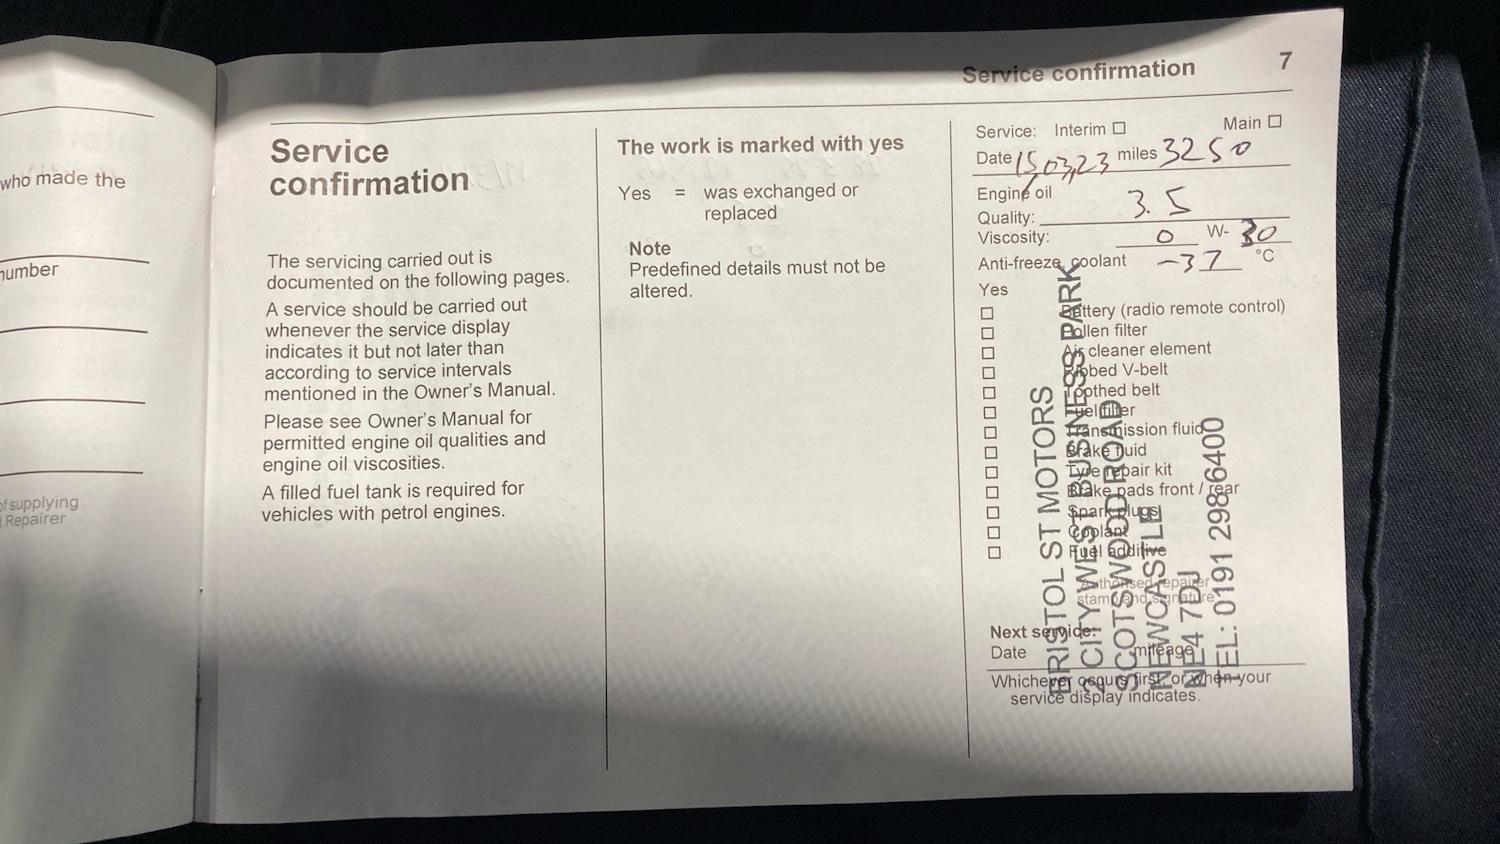 who made the
number
of supplying
Repairer
Service confirmation
7
Service
confirmation
The servicing carried out is
documented on the following pages.
A service should be carried out
whenever the service display
indicates it but not later than
according to service intervals
mentioned in the Owner's Manual.
Please see Owner's Manual for
permitted engine oil qualities and
engine oil viscosities.
A filled fuel tank is required for
vehicles with petrol engines.
The work is marked with yes
Yes = was exchanged or
replaced
Note
Predefined details must not be
altered.
Service: Interim Main
Date 15,03,23 miles 3250
Engine oil
Quality: 3.5
Viscosity: 0 W- 30
Anti-freeze, coolant -37 °C
Yes
Battery (radio remote control)
Pollen filter
Air cleaner element
Ribbed V-belt
Toothed belt
Fuel filter
Transmission fluid
Brake fluid
Tyre repair kit
Brake pads front / rear
Spark plugs
Coolant
Fuel additive
Authorised repairer
stamp and signature
Next service:
Date mileage
Whichever occurs first, or when your
service display indicates.
BRISTOL ST MOTORS
2 CITY WEST BUSINESS PARK
SCOTSWOOD ROAD
NEWCASTLE
NE4 7DJ
TEL: 0191 298 6400